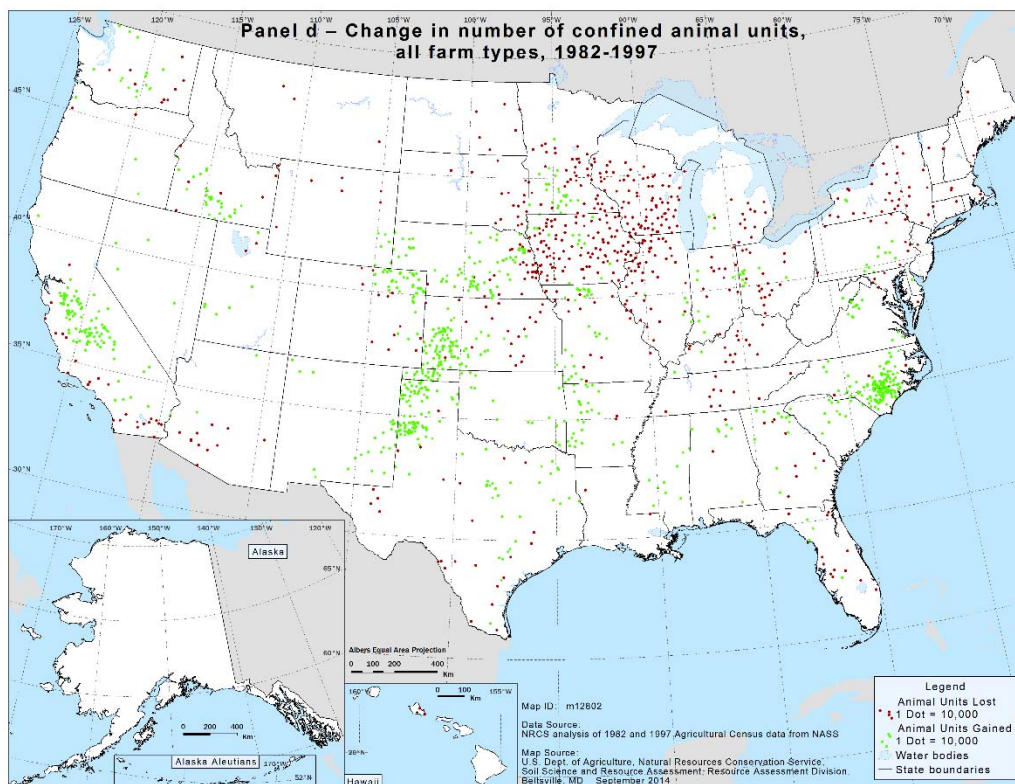 Panel d – Change in number of confined animal units,
all farm types, 1982-1997
125°W
120°W
115°W
110°W
105°W
100°W
95°W
90°W
85°W
80°W
75°W
70°W
45°N
40°N
35°N
30°N
170°W
160°W
150°W
140°W
130°W
120°W
Alaska
65°N
60°N
0
200
400
Km
Alaska Aleutians
170°W
52°N
Albers Equal Area Projection
0 100 200 400
Km
160°W
0 100
Km
155°W
Hawaii
Map ID: m12802
Data Source:
NRCS analysis of 1982 and 1997 Agricultural Census data from NASS
Map Source:
U.S. Dept. of Agriculture, Natural Resources Conservation Service,
Soil Science and Resource Assessment, Resource Assessment Division
Beltsville, MD September 2014
Legend
Animal Units Lost
1 Dot = 10,000
Animal Units Gained
1 Dot = 10,000
Water bodies
State boundaries